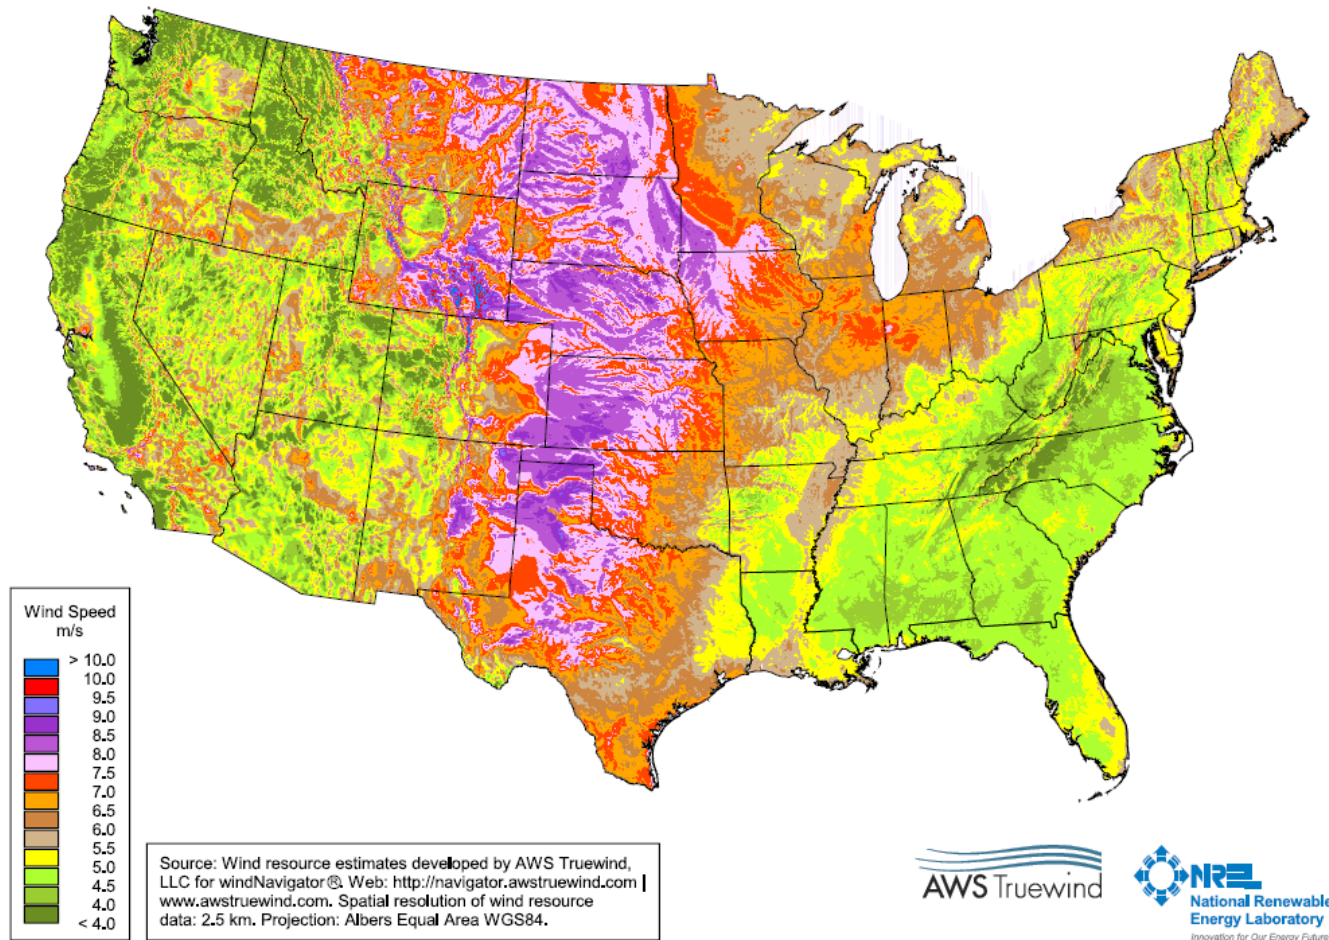 Wind Speed
m/s
> 10.0
10.0
9.5
9.0
8.5
8.0
7.5
7.0
6.5
6.0
5.5
5.0
4.5
4.0
< 4.0
Source: Wind resource estimates developed by AWS Truewind,
LLC for windNavigator®. Web: http://navigator.awstruewind.com |
www.awstruewind.com. Spatial resolution of wind resource
data: 2.5 km. Projection: Albers Equal Area WGS84.
AWS Truewind
NREL
National Renewable
Energy Laboratory
Innovation for Our Energy Future